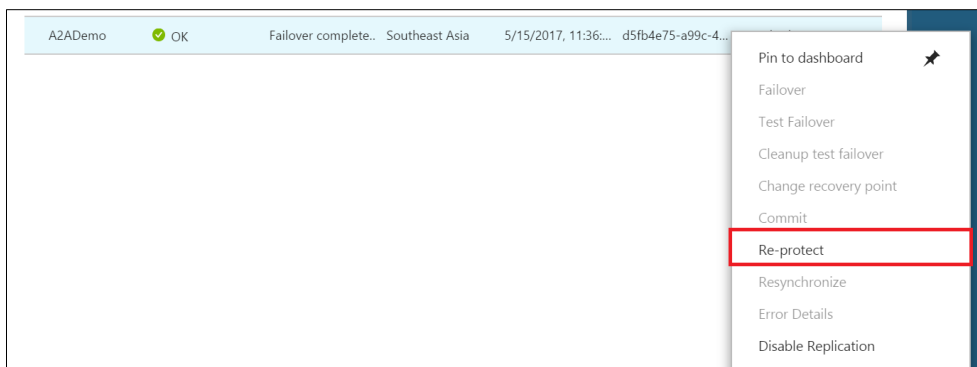 A2ADemo OK Failover complete.. Southeast Asia 5/15/2017, 11:36:... d5fb4e75-a99c-4...
Pin to dashboard
Failover
Test Failover
Cleanup test failover
Change recovery point
Commit
Re-protect
Resynchronize
Error Details
Disable Replication